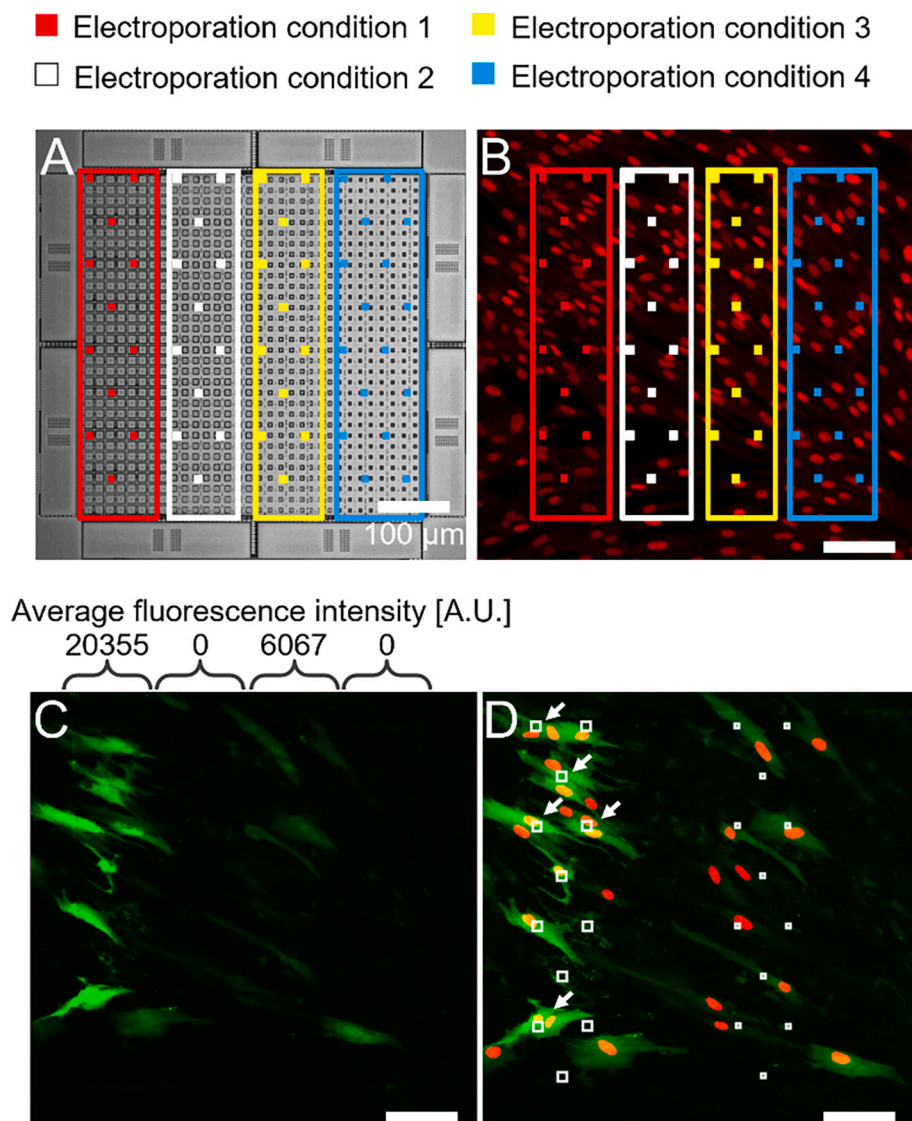 Electroporation condition 1
Electroporation condition 3
Electroporation condition 2
Electroporation condition 4
A
B
100 µm
Average fluorescence intensity [A.U.]
20355 0 6067 0
C
D